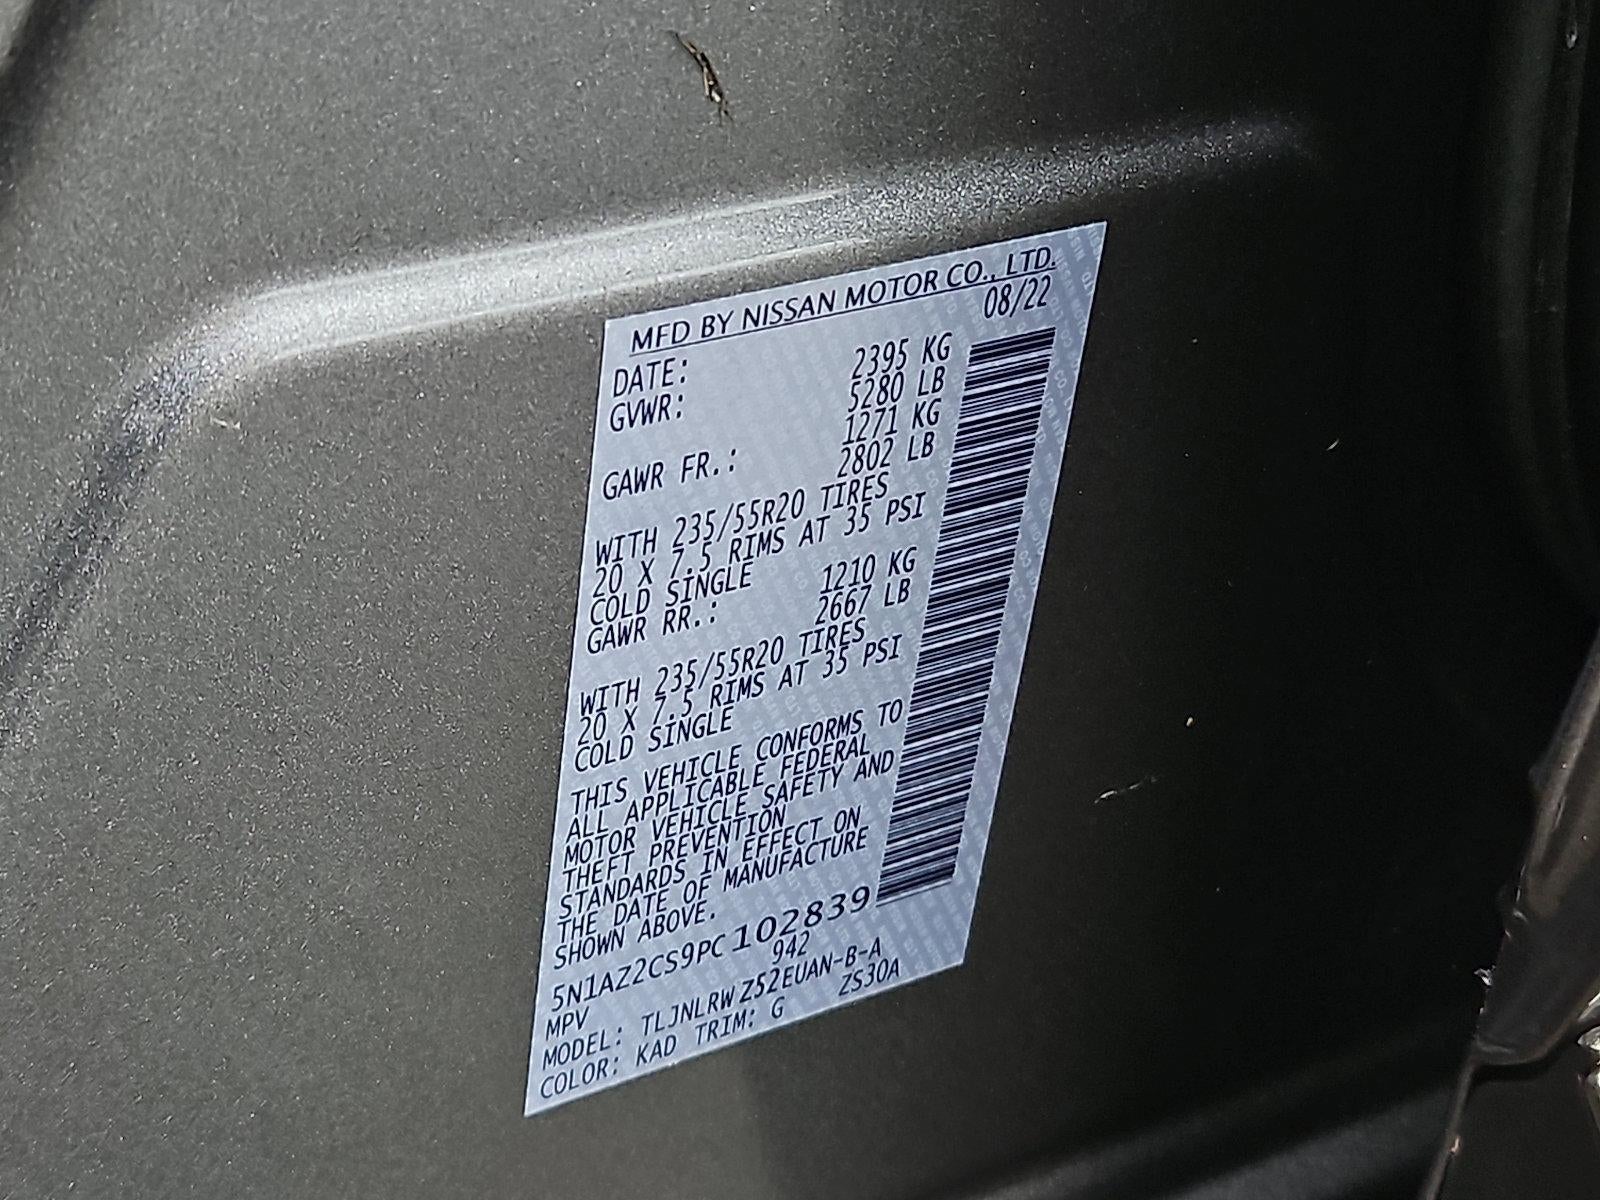 MFD BY NISSAN MOTOR CO., LTD.
DATE: 08/22
GVWR: 2395 KG
5280 LB
GAWR FR.: 1271 KG
2802 LB
WITH 235/55R20 TIRES
20 X 7.5 RIMS AT 35 PSI
COLD SINGLE
GAWR RR.: 1210 KG
2667 LB
WITH 235/55R20 TIRES
20 X 7.5 RIMS AT 35 PSI
COLD SINGLE
THIS VEHICLE CONFORMS TO
ALL APPLICABLE FEDERAL
MOTOR VEHICLE SAFETY AND
THEFT PREVENTION
STANDARDS IN EFFECT ON
THE DATE OF MANUFACTURE
SHOWN ABOVE.
5N1AZ2CS9PC102839
MPV 942
MODEL: TLJNLRWZ52EUAN-B-A
COLOR: KAD TRIM: G ZS30A